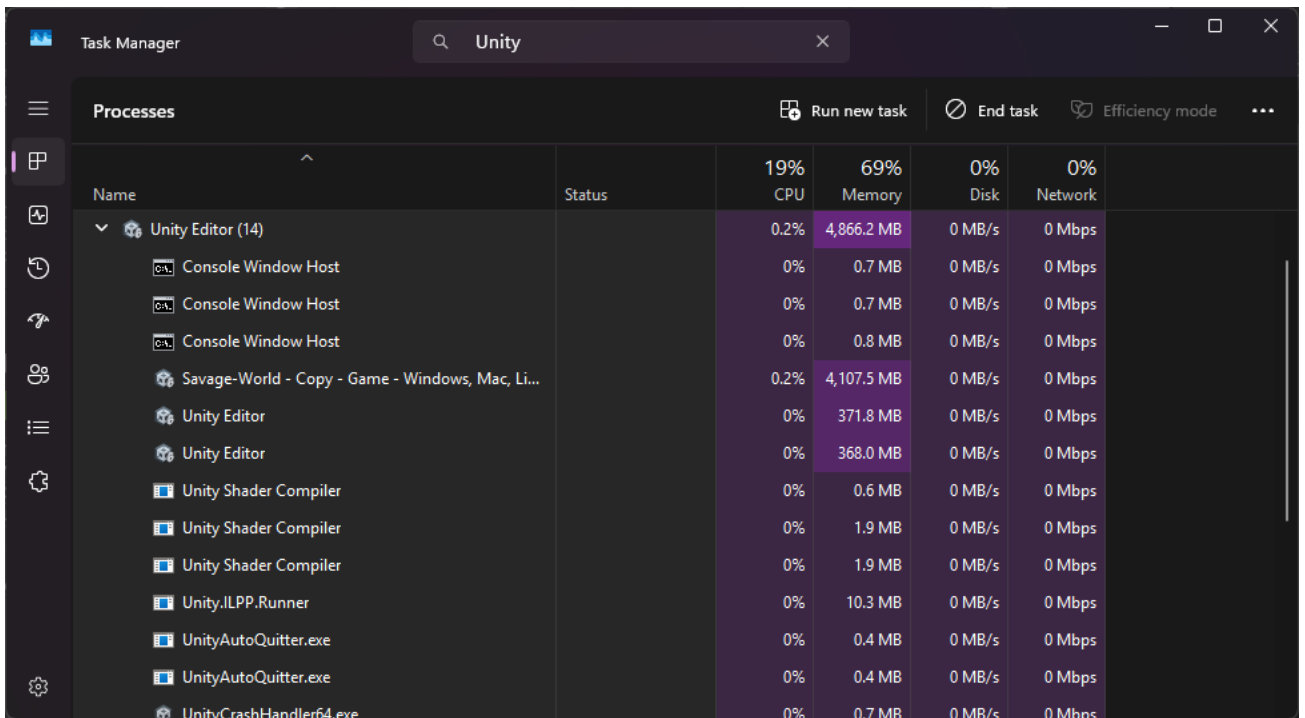 Task Manager
Unity
Processes
Run new task
End task
Efficiency mode
19% 69% 0% 0%
Name Status CPU Memory Disk Network
Unity Editor (14) 0.2% 4,866.2 MB 0 MB/s 0 Mbps
Console Window Host 0% 0.7 MB 0 MB/s 0 Mbps
Console Window Host 0% 0.7 MB 0 MB/s 0 Mbps
Console Window Host 0% 0.8 MB 0 MB/s 0 Mbps
Savage-World - Copy - Game - Windows, Mac, Li... 0.2% 4,107.5 MB 0 MB/s 0 Mbps
Unity Editor 0% 371.8 MB 0 MB/s 0 Mbps
Unity Editor 0% 368.0 MB 0 MB/s 0 Mbps
Unity Shader Compiler 0% 0.6 MB 0 MB/s 0 Mbps
Unity Shader Compiler 0% 1.9 MB 0 MB/s 0 Mbps
Unity Shader Compiler 0% 1.9 MB 0 MB/s 0 Mbps
Unity.ILPP.Runner 0% 10.3 MB 0 MB/s 0 Mbps
UnityAutoQuitter.exe 0% 0.4 MB 0 MB/s 0 Mbps
UnityAutoQuitter.exe 0% 0.4 MB 0 MB/s 0 Mbps
UnityCrashHandler64.exe 0% 0.7 MB 0 MB/s 0 Mbps